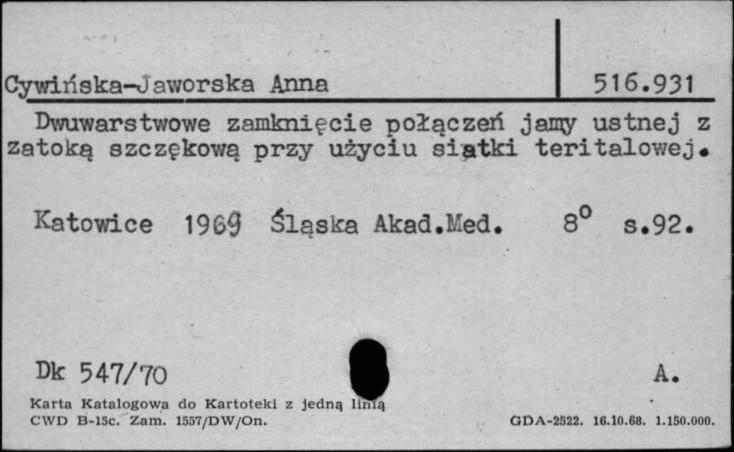 Cywińska-Jaworska Anna 516.931
Dwuwarstwowe zamknięcie połączeń jamy ustnej z
zatoką szczękową przy użyciu siatki teritalowej.
Katowice 1969 Śląska Akad.Med. 8° s.92.
Dk 547/70 A.
Karta Katalogowa do Kartoteki z jedną linią
CWD B-15c. Zam. 1557/DW/On. GDA-2522. 16.10.68. 1.150.000.